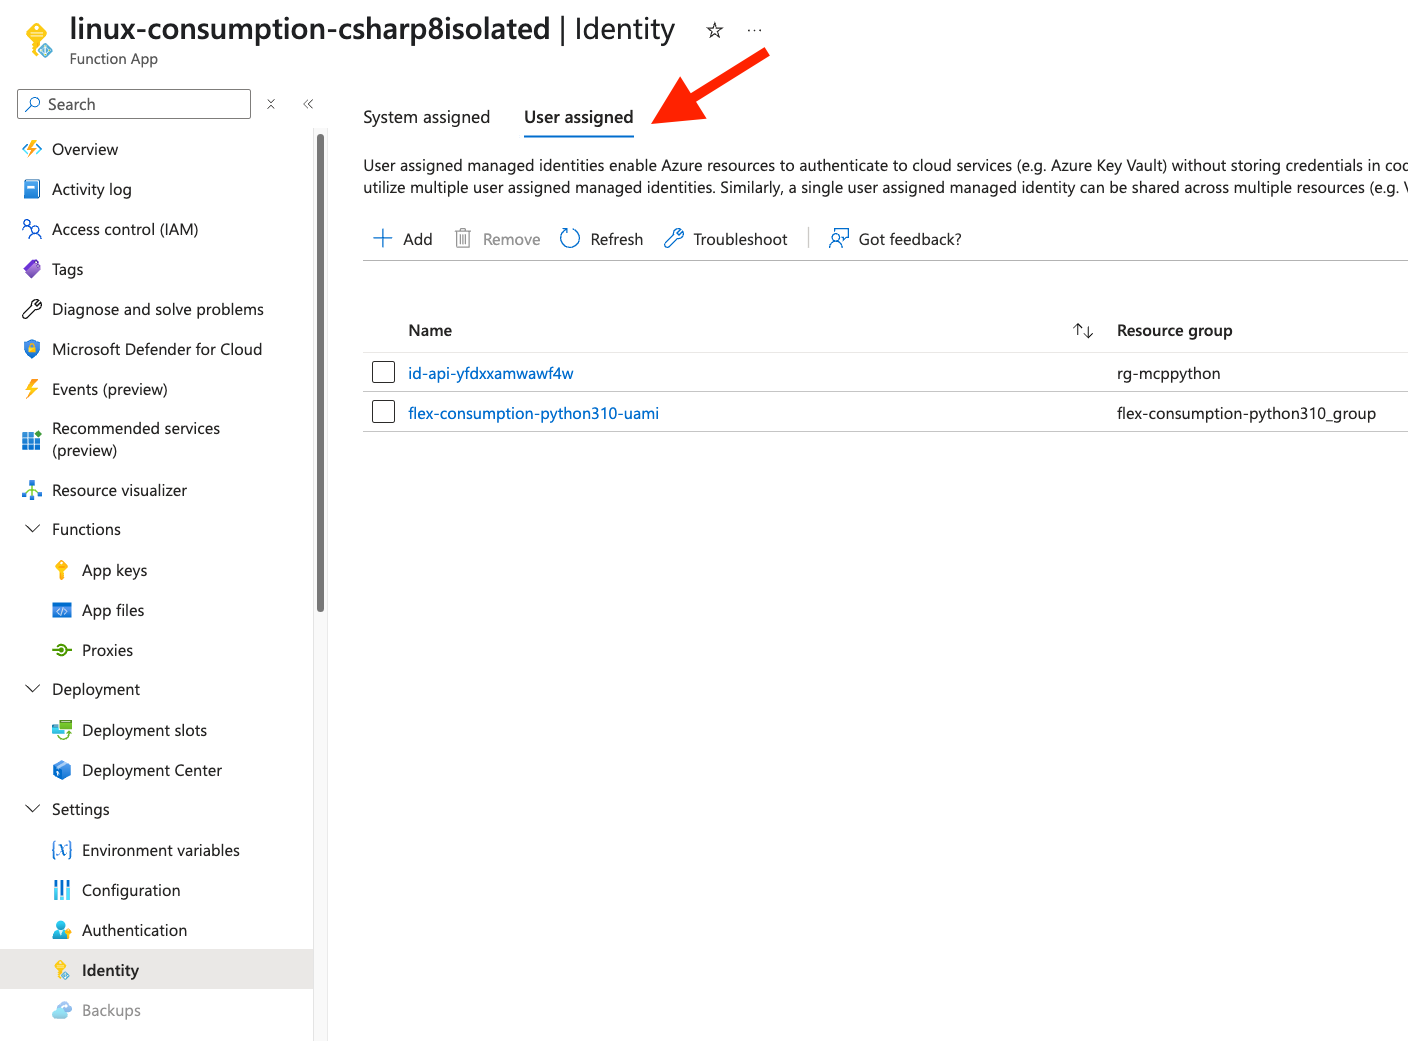 linux-consumption-csharp8isolated | Identity
Function App
Search
Overview
Activity log
Access control (IAM)
Tags
Diagnose and solve problems
Microsoft Defender for Cloud
Events (preview)
Recommended services
(preview)
Resource visualizer
Functions
App keys
App files
Proxies
Deployment
Deployment slots
Deployment Center
Settings
Environment variables
Configuration
Authentication
Identity
Backups
System assigned User assigned
User assigned managed identities enable Azure resources to authenticate to cloud services (e.g. Azure Key Vault) without storing credentials in
utilize multiple user assigned managed identities. Similarly, a single user assigned managed identity can be shared across multiple resources (e.g.
Add Remove Refresh Troubleshoot Got feedback?
Name Resource group
id-api-yfdxxamwawf4w rg-mcppython
flex-consumption-python310-uami flex-consumption-python310_group